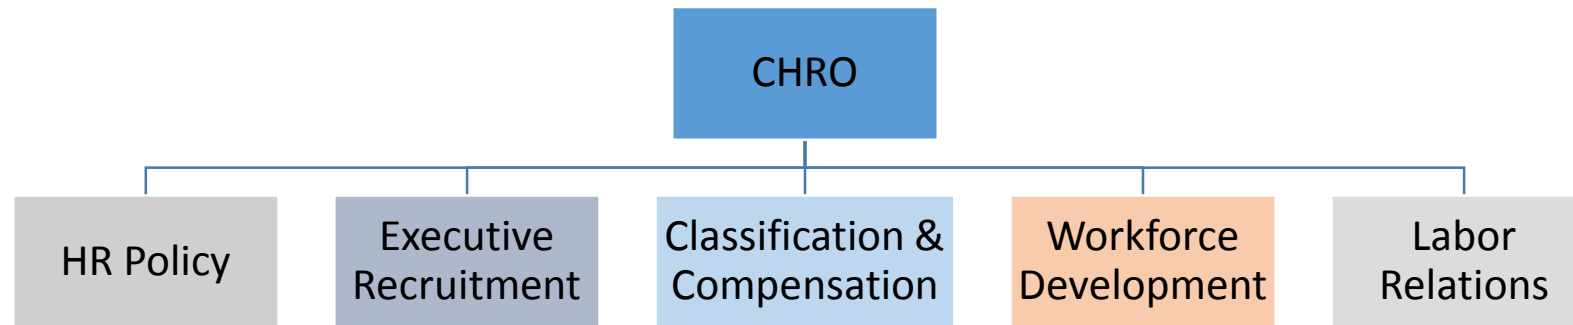 CHRO
HR Policy
Executive
Recruitment
Classification &
Compensation
Workforce
Development
Labor
Relations